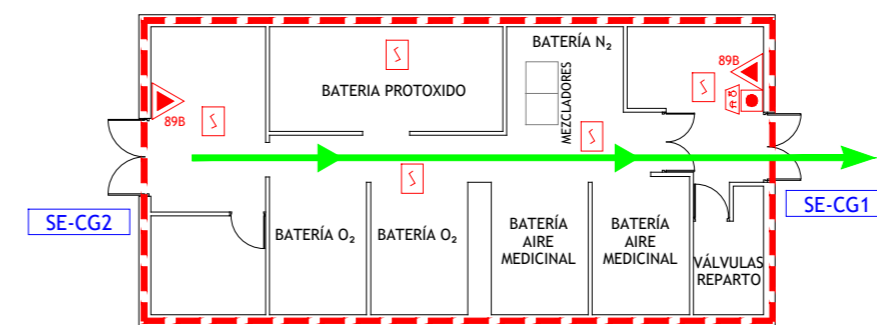 BATERÍA N₂
BATERIA PROTOXIDO
MEZCLADORES
89B
89B
SE-CG2
SE-CG1
BATERÍA O₂
BATERÍA O₂
BATERÍA
AIRE
MEDICINAL
BATERÍA
AIRE
MEDICINAL
VÁLVULAS
REPARTO